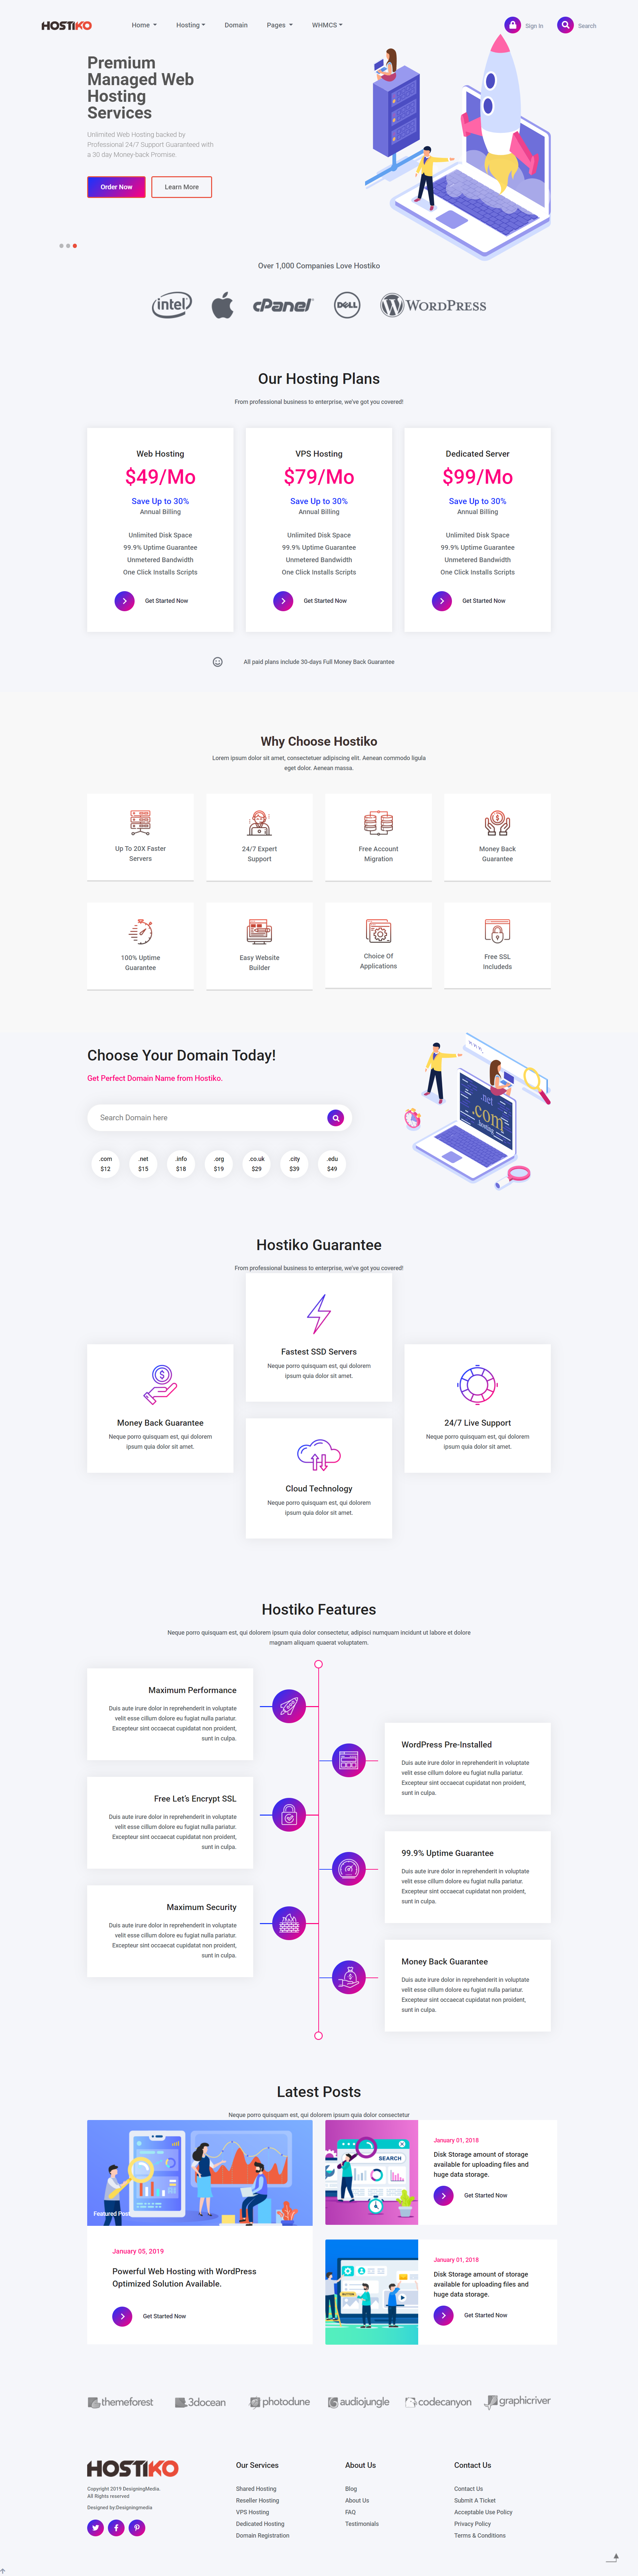 HOSTIKO
Home
Hosting
Domain
Pages
WHMCS
Sign In
Search
Premium
Managed Web
Hosting
Services
Unlimited Web Hosting backed by
Professional 24/7 Support Guaranteed with
a 30 day Money-back Promise
Order Now
Learn More
Over 1,000 Companies Love Hostiko
intel
cPanel
DELL
WORDPRESS
Our Hosting Plans
From professional business to enterprise, we've got you covered!
Web Hosting
$49/Mo
Save Up to 30%
Annual Billing
Unlimited Disk Space
99.9% Uptime Guarantee
Unmetered Bandwidth
One Click Installs Scripts
Get Started Now
VPS Hosting
$79/Mo
Save Up to 30%
Annual Billing
Unlimited Disk Space
99.9% Uptime Guarantee
Unmetered Bandwidth
One Click Installs Scripts
Get Started Now
Dedicated Server
$99/Mo
Save Up to 30%
Annual Billing
Unlimited Disk Space
99.9% Uptime Guarantee
Unmetered Bandwidth
One Click Installs Scripts
Get Started Now
All paid plans include 30-days Full Money Back Guarantee
Why Choose Hostiko
Lorem ipsum dolor sit amet, consectetuer adipiscing elit. Aenean commodo ligula
eget dolor. Aenean massa.
Up To 20X Faster
Servers
24/7 Expert
Support
Free Account
Migration
Money Back
Guarantee
100% Uptime
Guarantee
Easy Website
Builder
Choice Of
Applications
Free SSL
Includeds
Choose Your Domain Today!
Get Perfect Domain Name from Hostiko.
Search Domain here
.com
$12
.net
$15
.info
$18
.org
$19
.co.uk
$29
.city
$39
.edu
$49
www.
.net
.com
hosting
Hostiko Guarantee
From professional business to enterprise, we've got you covered!
Fastest SSD Servers
Neque porro quisquam est, qui dolorem
ipsum quia dolor sit amet.
Money Back Guarantee
Neque porro quisquam est, qui dolorem
ipsum quia dolor sit amet.
24/7 Live Support
Neque porro quisquam est, qui dolorem
ipsum quia dolor sit amet.
Cloud Technology
Neque porro quisquam est, qui dolorem
ipsum quia dolor sit amet.
Hostiko Features
Neque porro quisquam est, qui dolorem ipsum quia dolor consectetur, adipisci numquam incidunt ut labore et dolore
magnam aliquam quaerat voluptatem.
Maximum Performance
Duis aute irure dolor in reprehenderit in voluptate
velit esse cillum dolore eu fugiat nulla pariatur.
Excepteur sint occaecat cupidatat non proident,
sunt in culpa.
WordPress Pre-Installed
Duis aute irure dolor in reprehenderit in voluptate
velit esse cillum dolore eu fugiat nulla pariatur.
Excepteur sint occaecat cupidatat non proident,
sunt in culpa.
Free Let's Encrypt SSL
Duis aute irure dolor in reprehenderit in voluptate
velit esse cillum dolore eu fugiat nulla pariatur.
Excepteur sint occaecat cupidatat non proident,
sunt in culpa.
99.9% Uptime Guarantee
Duis aute irure dolor in reprehenderit in voluptate
velit esse cillum dolore eu fugiat nulla pariatur.
Excepteur sint occaecat cupidatat non proident,
sunt in culpa.
Maximum Security
Duis aute irure dolor in reprehenderit in voluptate
velit esse cillum dolore eu fugiat nulla pariatur.
Excepteur sint occaecat cupidatat non proident,
sunt in culpa.
Money Back Guarantee
Duis aute irure dolor in reprehenderit in voluptate
velit esse cillum dolore eu fugiat nulla pariatur.
Excepteur sint occaecat cupidatat non proident,
sunt in culpa.
Latest Posts
Neque porro quisquam est, qui dolorem ipsum quia dolor consectetur
Featured Post
January 05, 2019
Powerful Web Hosting with WordPress
Optimized Solution Available.
Get Started Now
SEARCH
January 01, 2018
Disk Storage amount of storage
available for uploading files and
huge data storage.
Get Started Now
January 01, 2018
Disk Storage amount of storage
available for uploading files and
huge data storage.
Get Started Now
themeforest
3docean
photodune
audiojungle
codecanyon
graphicriver
HOSTIKO
Copyright 2019 DesigningMedia.
All Rights reserved
Designed by:Designingmedia
Our Services
Shared Hosting
Reseller Hosting
VPS Hosting
Dedicated Hosting
Domain Registration
About Us
Blog
About Us
FAQ
Testimonials
Contact Us
Contact Us
Submit A Ticket
Acceptable Use Policy
Privacy Policy
Terms & Conditions